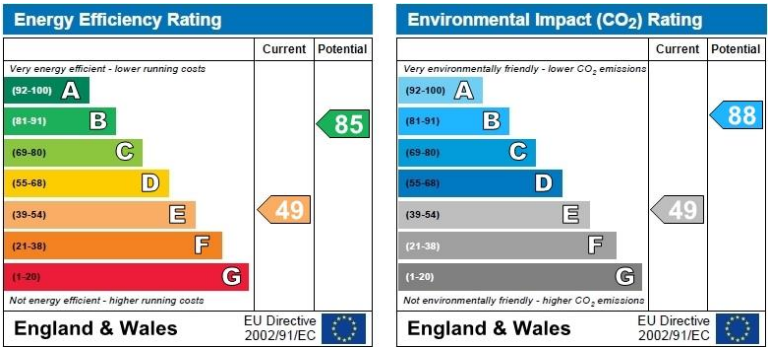 Energy Efficiency Rating
Current Potential
Very energy efficient - lower running costs
(92-100) A
(81-91) B
(69-80) C
(55-68) D
(39-54) E
(21-38) F
(1-20) G
49
85
Not energy efficient - higher running costs
England & Wales
EU Directive
2002/91/EC
Environmental Impact (CO₂) Rating
Current Potential
Very environmentally friendly - lower CO₂ emissions
(92-100) A
(81-91) B
(69-80) C
(55-68) D
(39-54) E
(21-38) F
(1-20) G
49
88
Not environmentally friendly - higher CO₂ emissions
England & Wales
EU Directive
2002/91/EC